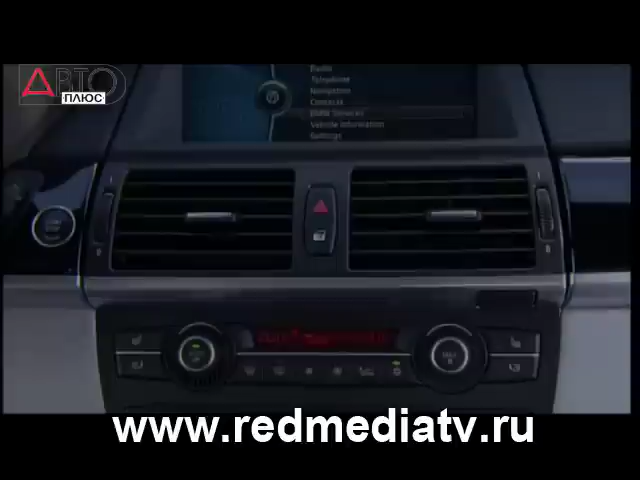 АВТО
ПЛЮС
Radio
Telephone
Navigation
Contacts
BMW Services
Vehicle information
Settings
www.redmediatv.ru